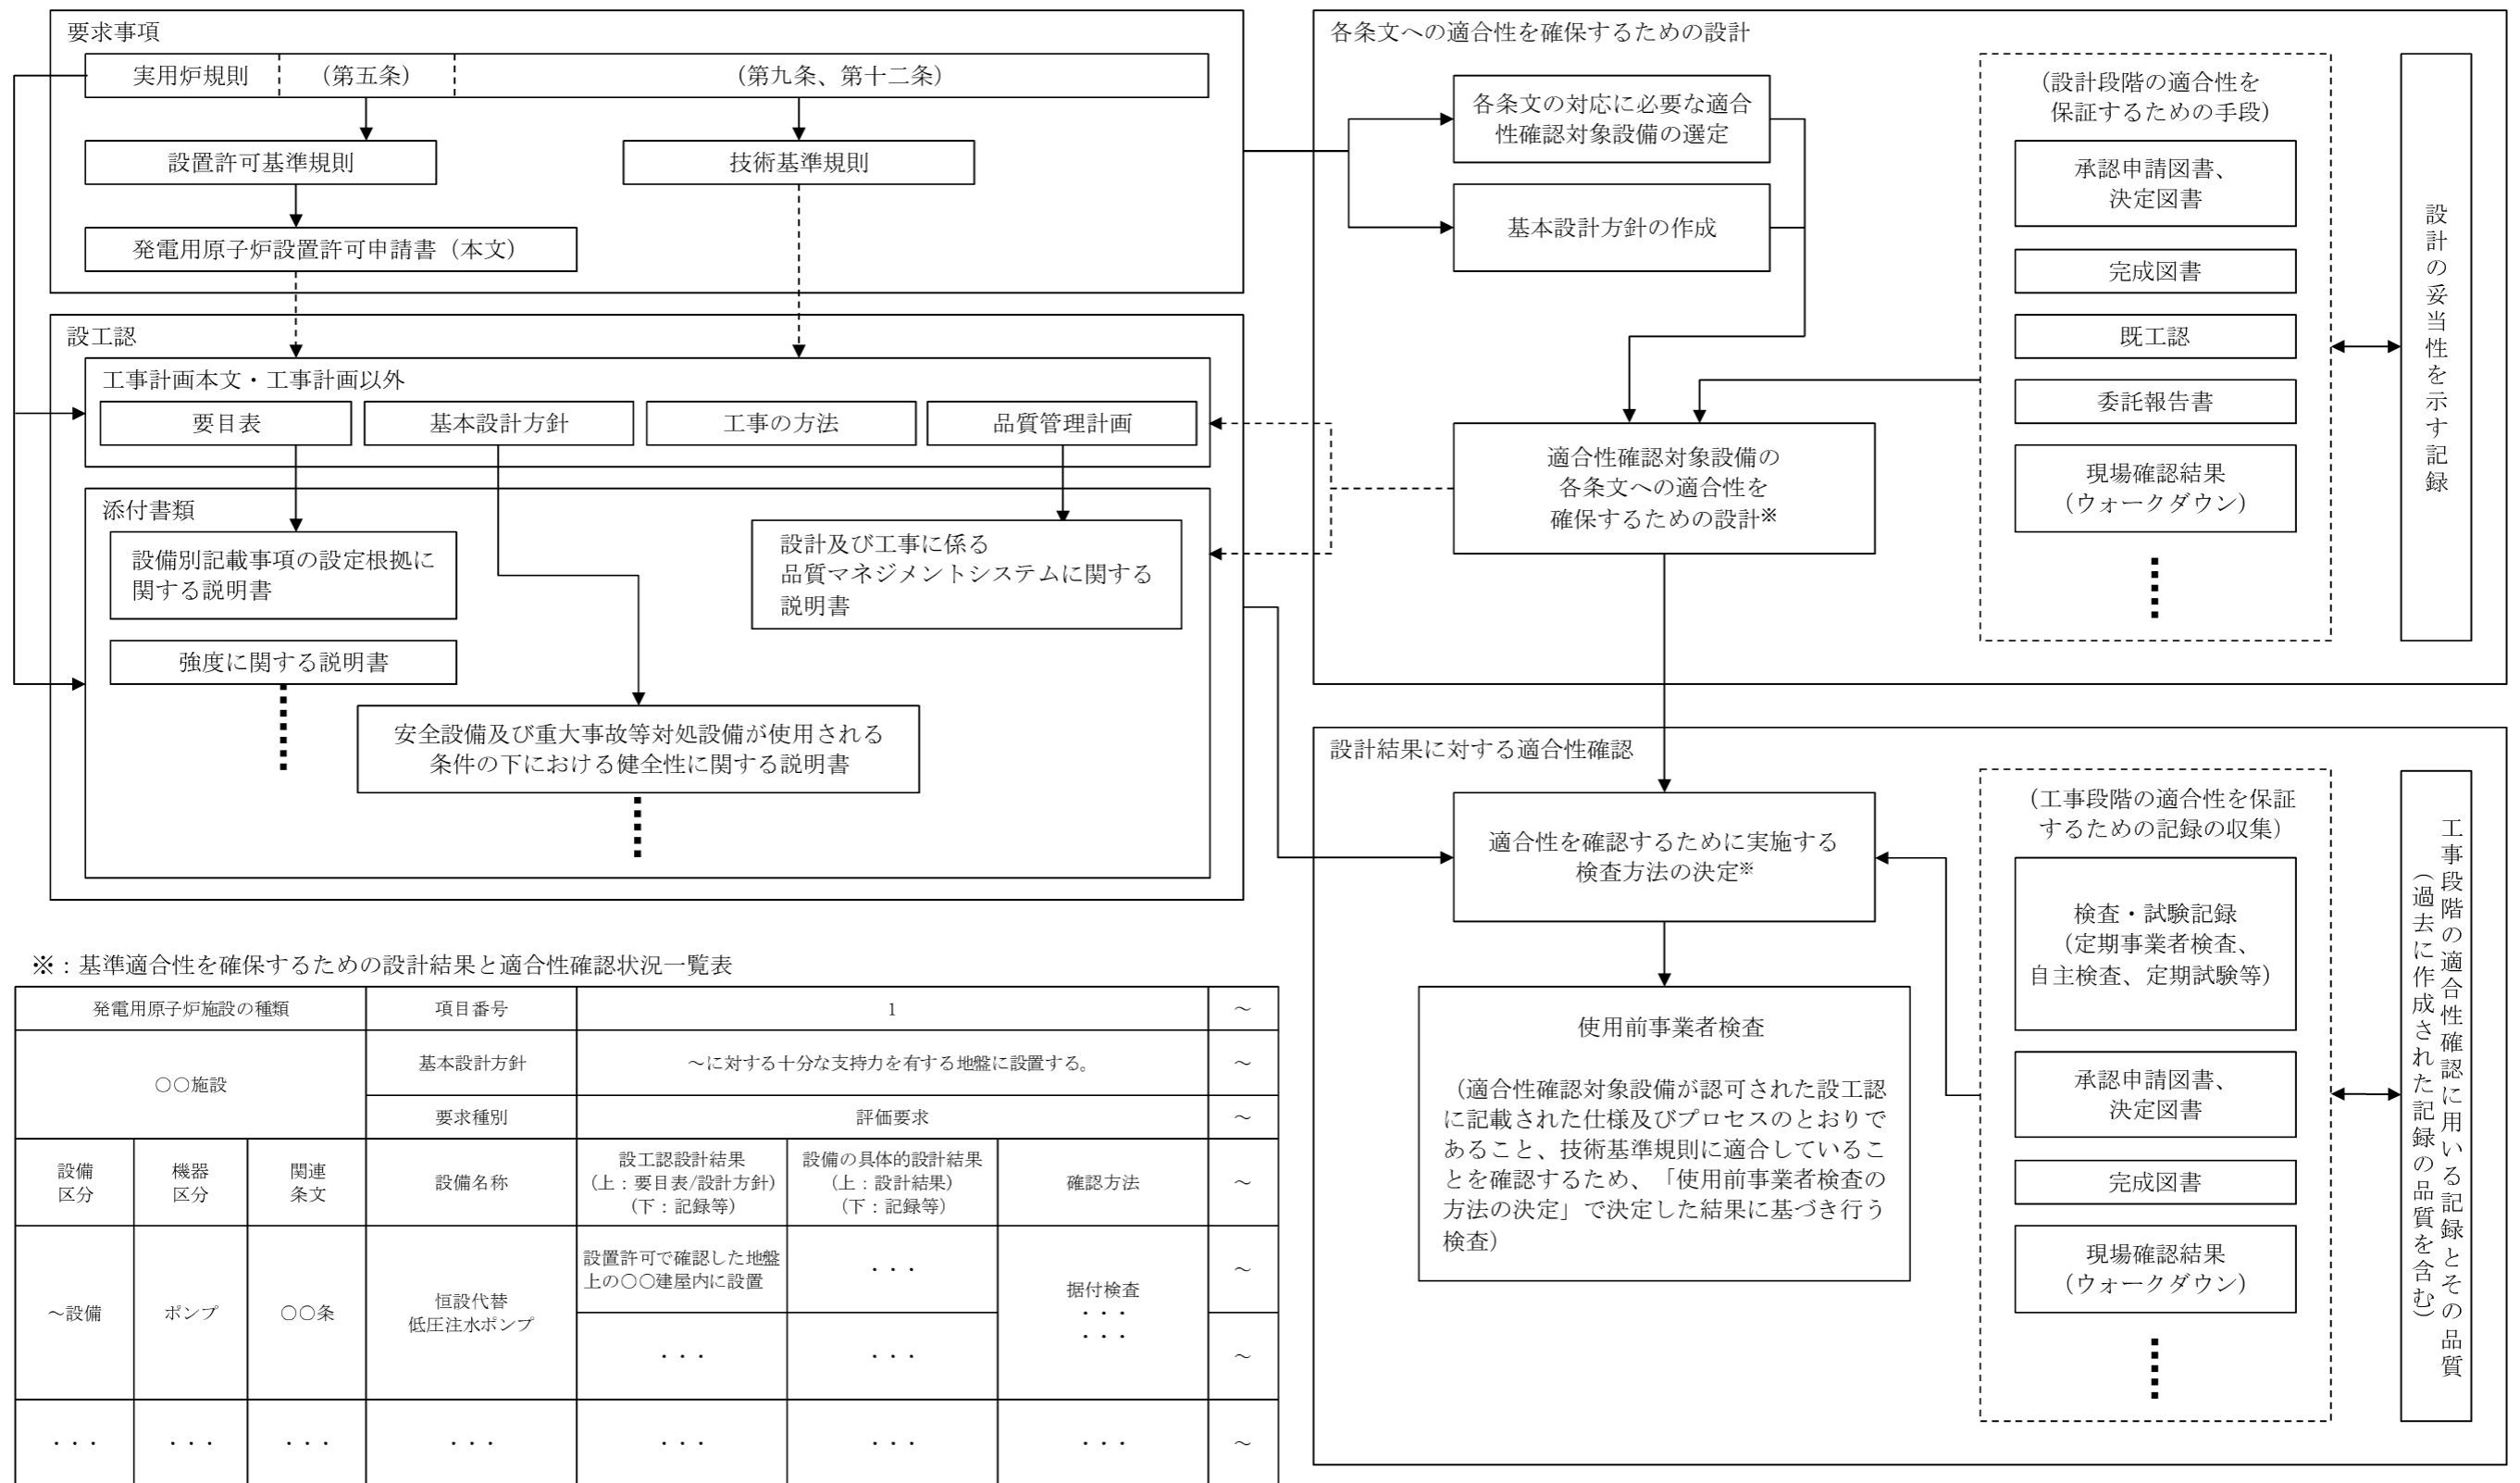 要求事項
実用炉規則
（第五条）
（第九条、第十二条）
設置許可基準規則
技術基準規則
発電用原子炉設置許可申請書（本文）
設工認
工事計画本文・工事計画以外
要目表
基本設計方針
工事の方法
品質管理計画
添付書類
設備別記載事項の設定根拠に
関する説明書
設計及び工事に係る
品質マネジメントシステムに関する
説明書
強度に関する説明書
安全設備及び重大事故等対処設備が使用される
条件の下における健全性に関する説明書
各条文への適合性を確保するための設計
各条文の対応に必要な適合
性確認対象設備の選定
基本設計方針の作成
適合性確認対象設備の
各条文への適合性を
確保するための設計※
（設計段階の適合性を
保証するための手段）
承認申請図書、
決定図書
完成図書
既工認
委託報告書
現場確認結果
（ウォークダウン）
設計の妥当性を示す記録
設計結果に対する適合性確認
適合性を確認するために実施する
検査方法の決定※
使用前事業者検査
（適合性確認対象設備が認可された設工認
に記載された仕様及びプロセスのとおりで
あること、技術基準規則に適合しているこ
とを確認するため、「使用前事業者検査の
方法の決定」で決定した結果に基づき行う
検査）
（工事段階の適合性を保証
するための記録の収集）
検査・試験記録
（定期事業者検査、
自主検査、定期試験等）
承認申請図書、
決定図書
完成図書
現場確認結果
（ウォークダウン）
工事段階の適合性確認に用いる記録とその品質
（過去に作成された記録の品質を含む）
※：基準適合性を確保するための設計結果と適合性確認状況一覧表
発電用原子炉施設の種類
項目番号
1
～
○○施設
基本設計方針
～に対する十分な支持力を有する地盤に設置する。
～
要求種別
評価要求
～
設備
区分
機器
区分
関連
条文
設備名称
設工認設計結果
（上：要目表/設計方針）
（下：記録等）
設備の具体的設計結果
（上：設計結果）
（下：記録等）
確認方法
～
～設備
ポンプ
○○条
恒設代替
低圧注水ポンプ
設置許可で確認した地盤
上の○○建屋内に設置
・・・
据付検査
・・・
・・・
～
・・・
・・・
～
・・・
・・・
・・・
・・・
・・・
・・・
・・・
～